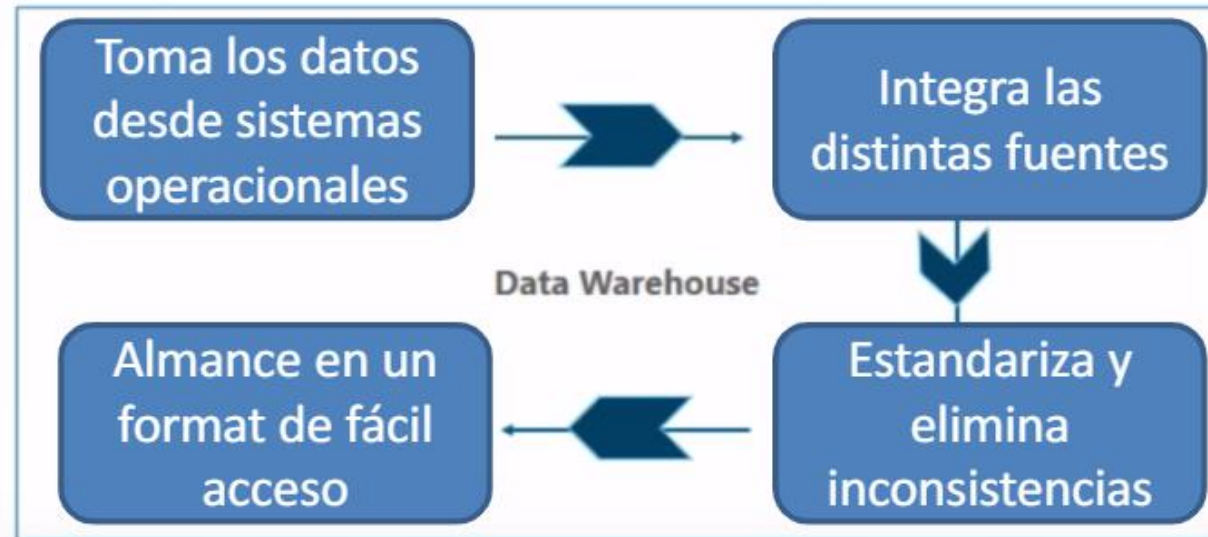 Toma los datos
desde sistemas
operacionales
Integra las
distintas fuentes
Data Warehouse
Almance en un
format de fácil
acceso
Estandariza y
elimina
inconsistencias